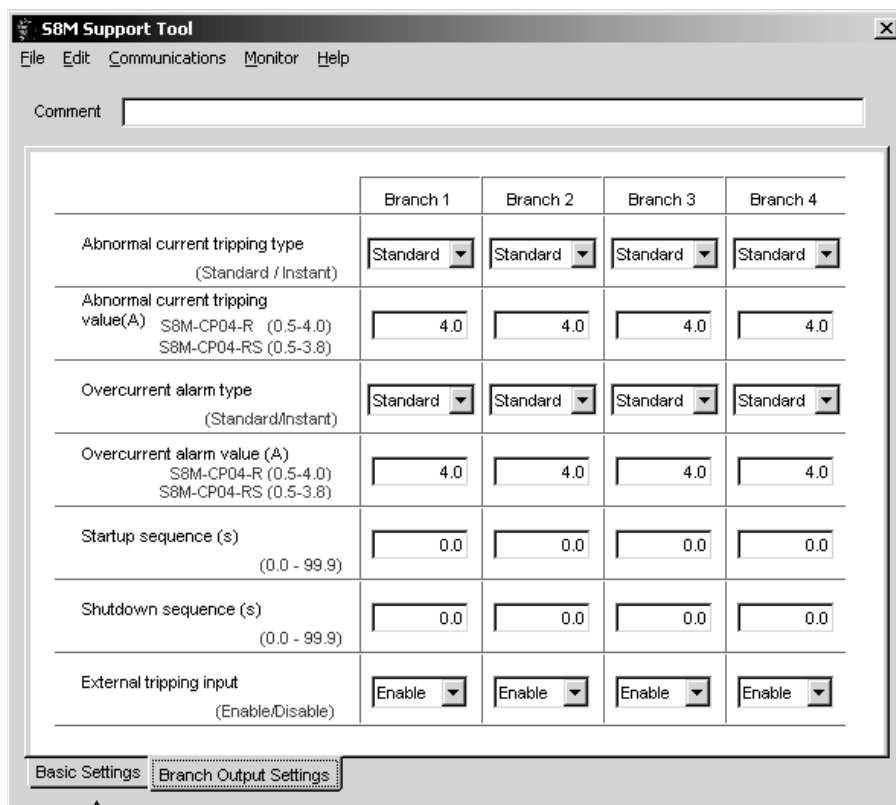 S8M Support Tool
File Edit Communications Monitor Help
Comment
Branch 1 Branch 2 Branch 3 Branch 4
Abnormal current tripping type
(Standard / Instant)
Standard Standard Standard Standard
Abnormal current tripping
value(A) S8M-CP04-R (0.5-4.0)
S8M-CP04-RS (0.5-3.8)
4.0 4.0 4.0 4.0
Overcurrent alarm type
(Standard/Instant)
Standard Standard Standard Standard
Overcurrent alarm value (A)
S8M-CP04-R (0.5-4.0)
S8M-CP04-RS (0.5-3.8)
4.0 4.0 4.0 4.0
Startup sequence (s)
(0.0 - 99.9)
0.0 0.0 0.0 0.0
Shutdown sequence (s)
(0.0 - 99.9)
0.0 0.0 0.0 0.0
External tripping input
(Enable/Disable)
Enable Enable Enable Enable
Basic Settings Branch Output Settings